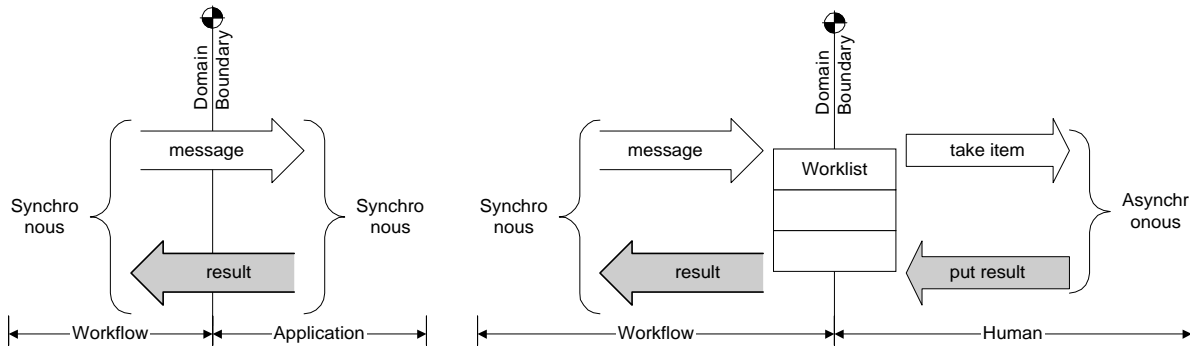 Domain
Boundary
message
Synchro
nous
Synchro
nous
result
Workflow
Application
Domain
Boundary
message
Worklist
take item
Synchro
nous
Asynchr
onous
result
put result
Workflow
Human